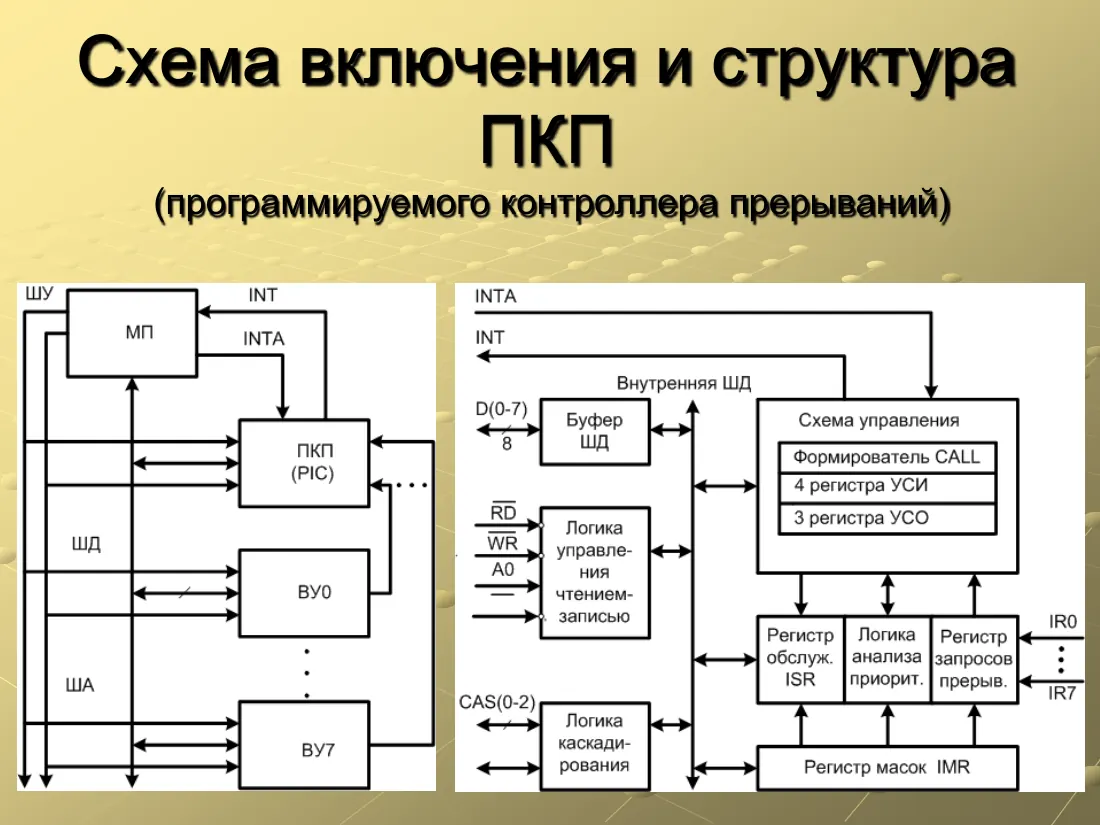 Схема включения и структура
ПКП
(программируемого контроллера прерываний)
ШУ
МП
INT
INTA
ПКП
(PIC)
ШД
ВУ0
ША
ВУ7
INTA
INT
Внутренняя ШД
D(0-7)
8
Буфер
ШД
RD
WR
A0
Логика
управле-
ния
чтением-
записью
CAS(0-2)
Логика
каскади-
рования
Схема управления
Формирователь CALL
4 регистра УСИ
3 регистра УСО
Регистр
обслуж.
ISR
Логика
анализа
приорит.
Регистр
запросов
прерыв.
IR0
IR7
Регистр масок IMR